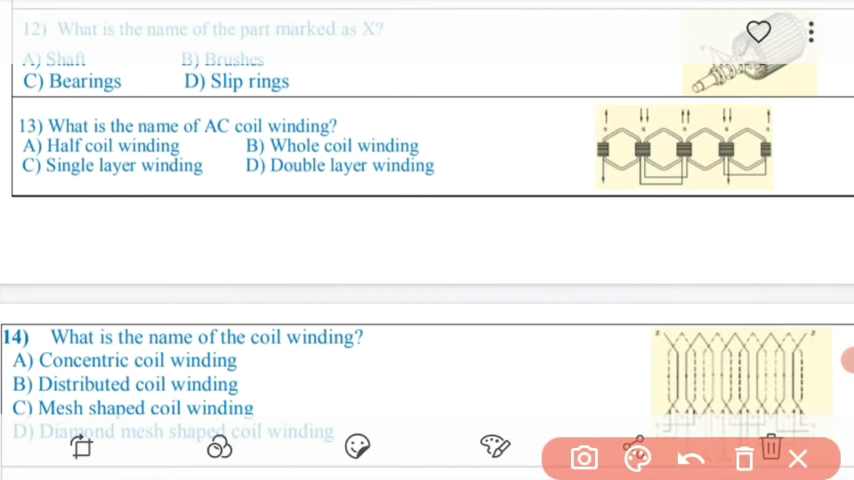 12) What is the name of the part marked as X?
A) Shaft B) Brushes
C) Bearings D) Slip rings
13) What is the name of AC coil winding?
A) Half coil winding B) Whole coil winding
C) Single layer winding D) Double layer winding
14) What is the name of the coil winding?
A) Concentric coil winding
B) Distributed coil winding
C) Mesh shaped coil winding
D) Diamond mesh shaped coil winding